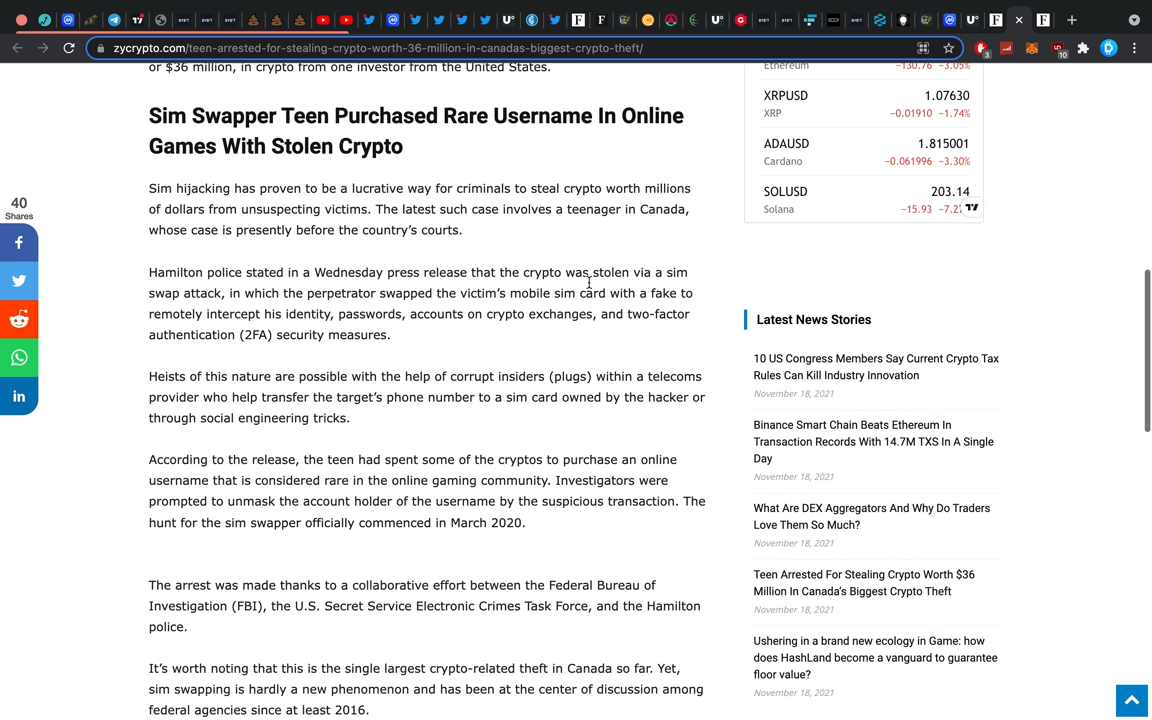 zycrypto.com/teen-arrested-for-stealing-crypto-worth-36-million-in-canadas-biggest-crypto-theft/
3
10
or $36 million, in crypto from one investor from the United States.
Sim Swapper Teen Purchased Rare Username In Online
Games With Stolen Crypto
40
Shares
Sim hijacking has proven to be a lucrative way for criminals to steal crypto worth millions
of dollars from unsuspecting victims. The latest such case involves a teenager in Canada,
whose case is presently before the country's courts.
Hamilton police stated in a Wednesday press release that the crypto was stolen via a sim
swap attack, in which the perpetrator swapped the victim's mobile sim card with a fake to
remotely intercept his identity, passwords, accounts on crypto exchanges, and two-factor
authentication (2FA) security measures.
Heists of this nature are possible with the help of corrupt insiders (plugs) within a telecoms
provider who help transfer the target's phone number to a sim card owned by the hacker or
through social engineering tricks.
According to the release, the teen had spent some of the cryptos to purchase an online
username that is considered rare in the online gaming community. Investigators were
prompted to unmask the account holder of the username by the suspicious transaction. The
hunt for the sim swapper officially commenced in March 2020.
The arrest was made thanks to a collaborative effort between the Federal Bureau of
Investigation (FBI), the U.S. Secret Service Electronic Crimes Task Force, and the Hamilton
police.
It's worth noting that this is the single largest crypto-related theft in Canada so far. Yet,
sim swapping is hardly a new phenomenon and has been at the center of discussion among
federal agencies since at least 2016.
Ethereum −130.76 −3.05%
XRPUSD 1.07630
XRP −0.01910 −1.74%
ADAUSD 1.815001
Cardano −0.061996 −3.30%
SOLUSD 203.14
Solana −15.93
Latest News Stories
10 US Congress Members Say Current Crypto Tax
Rules Can Kill Industry Innovation
November 18, 2021
Binance Smart Chain Beats Ethereum In
Transaction Records With 14.7M TXS In A Single
Day
November 18, 2021
What Are DEX Aggregators And Why Do Traders
Love Them So Much?
November 18, 2021
Teen Arrested For Stealing Crypto Worth $36
Million In Canada's Biggest Crypto Theft
November 18, 2021
Ushering in a brand new ecology in Game: how
does HashLand become a vanguard to guarantee
floor value?
November 18, 2021